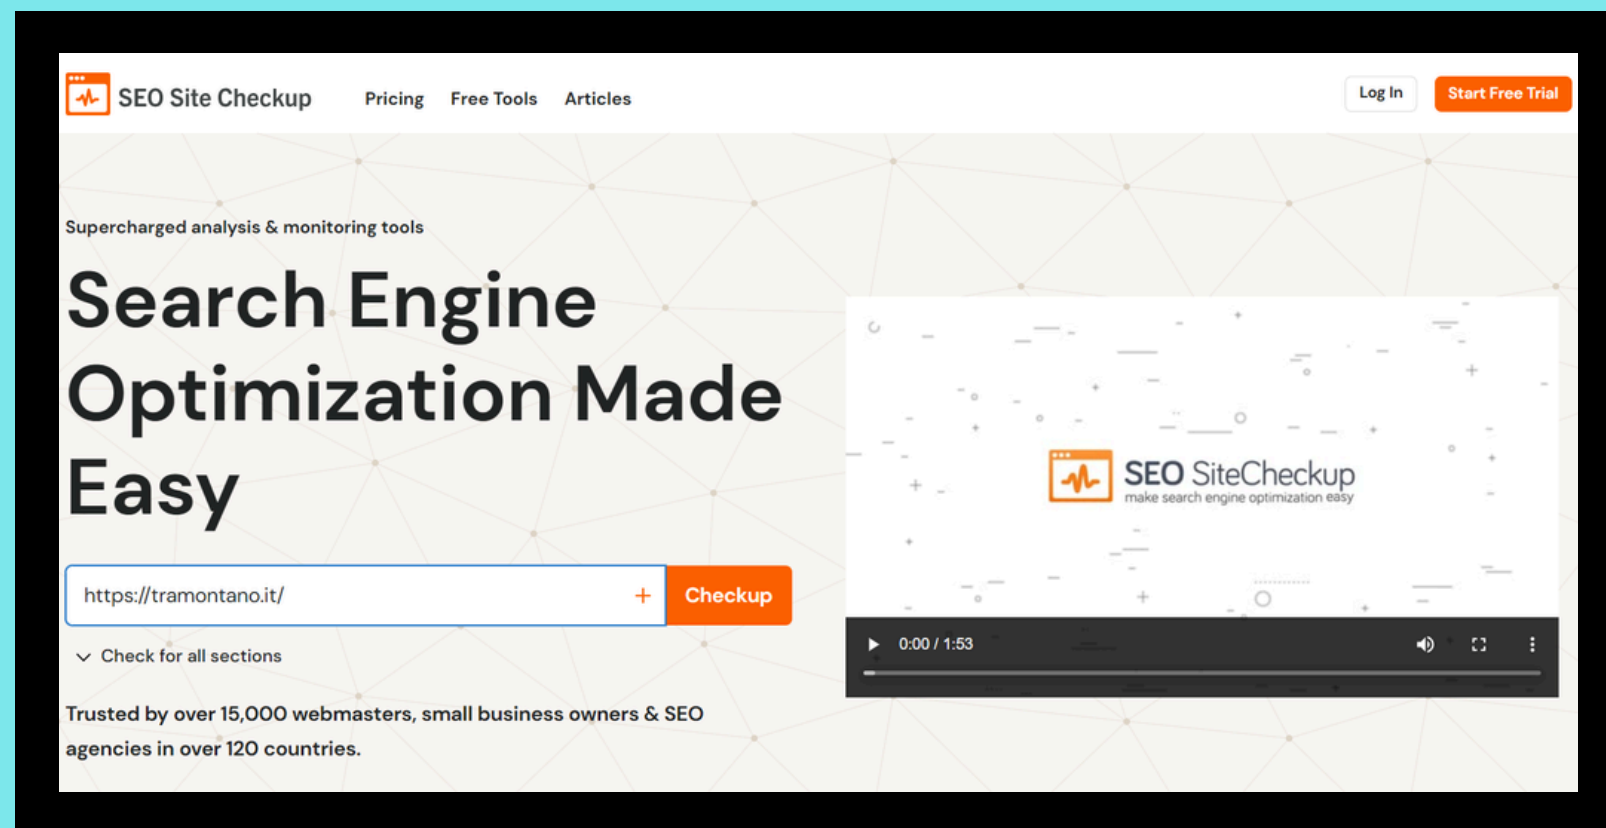 SEO Site Checkup
Pricing
Free Tools
Articles
Log In
Start Free Trial
Supercharged analysis & monitoring tools
Search Engine
Optimization Made
Easy
https://tramontano.it/
+
Checkup
Check for all sections
Trusted by over 15,000 webmasters, small business owners & SEO
agencies in over 120 countries.
SEO SiteCheckup
make search engine optimization easy
0:00 / 1:53